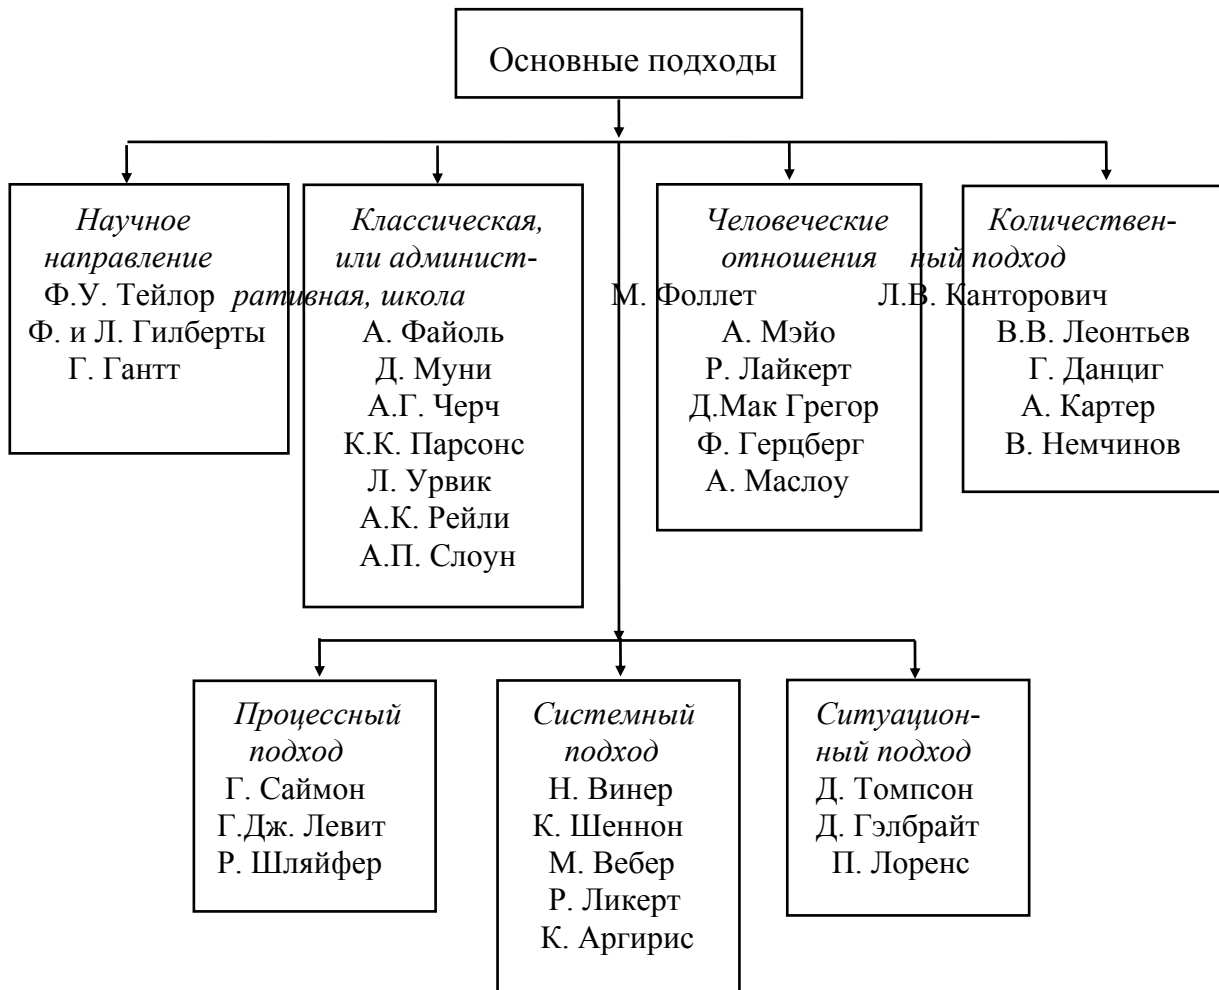 Основные подходы
Научное
направление
Ф.У. Тейлор
Ф. и Л. Гилберты
Г. Гантт
Классическая,
или админист-
ративная, школа
А. Файоль
Д. Муни
А.Г. Черч
К.К. Парсонс
Л. Урвик
А.К. Рейли
А.П. Слоун
Человеческие
отношения
М. Фоллет
А. Мэйо
Р. Лайкерт
Д.Мак Грегор
Ф. Герцберг
А. Маслоу
Количествен-
ный подход
Л.В. Канторович
В.В. Леонтьев
Г. Данциг
А. Картер
В. Немчинов
Процессный
подход
Г. Саймон
Г.Дж. Левит
Р. Шляйфер
Системный
подход
Н. Винер
К. Шеннон
М. Вебер
Р. Ликерт
К. Аргирис
Ситуацион-
ный подход
Д. Томпсон
Д. Гэлбрайт
П. Лоренс